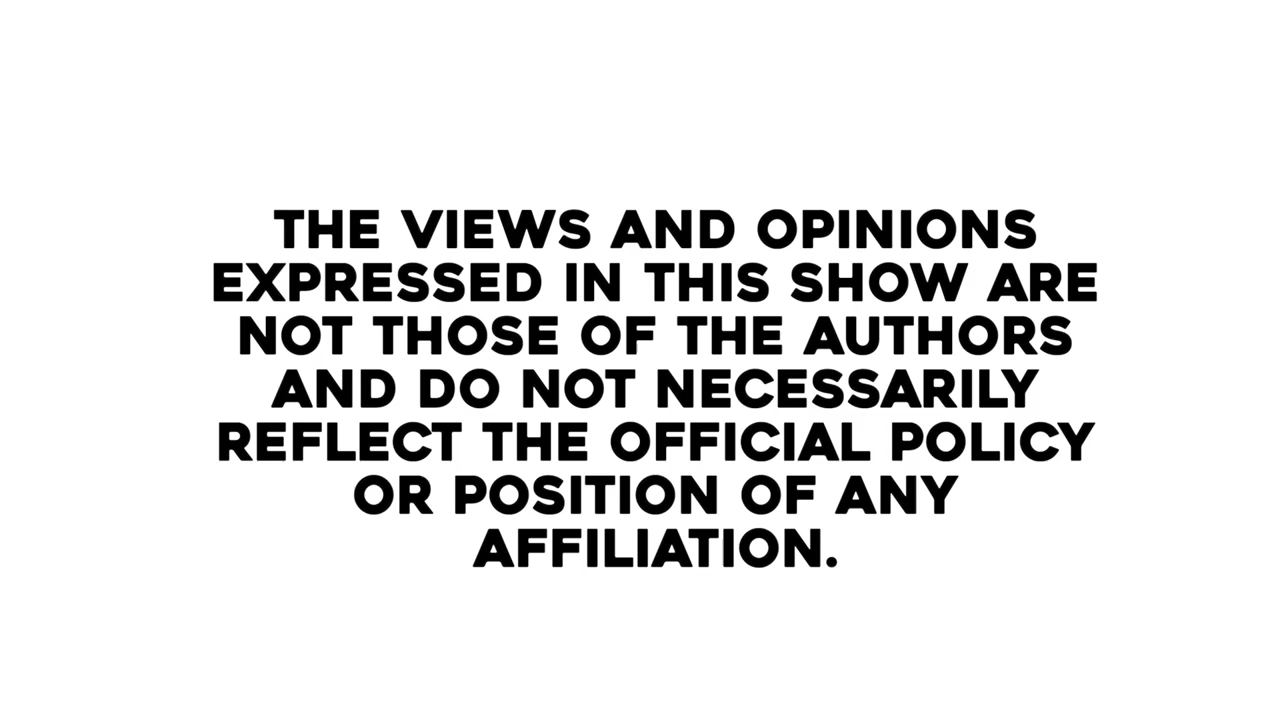 THE VIEWS AND OPINIONS
EXPRESSED IN THIS SHOW ARE
NOT THOSE OF THE AUTHORS
AND DO NOT NECESSARILY
REFLECT THE OFFICIAL POLICY
OR POSITION OF ANY
AFFILIATION.